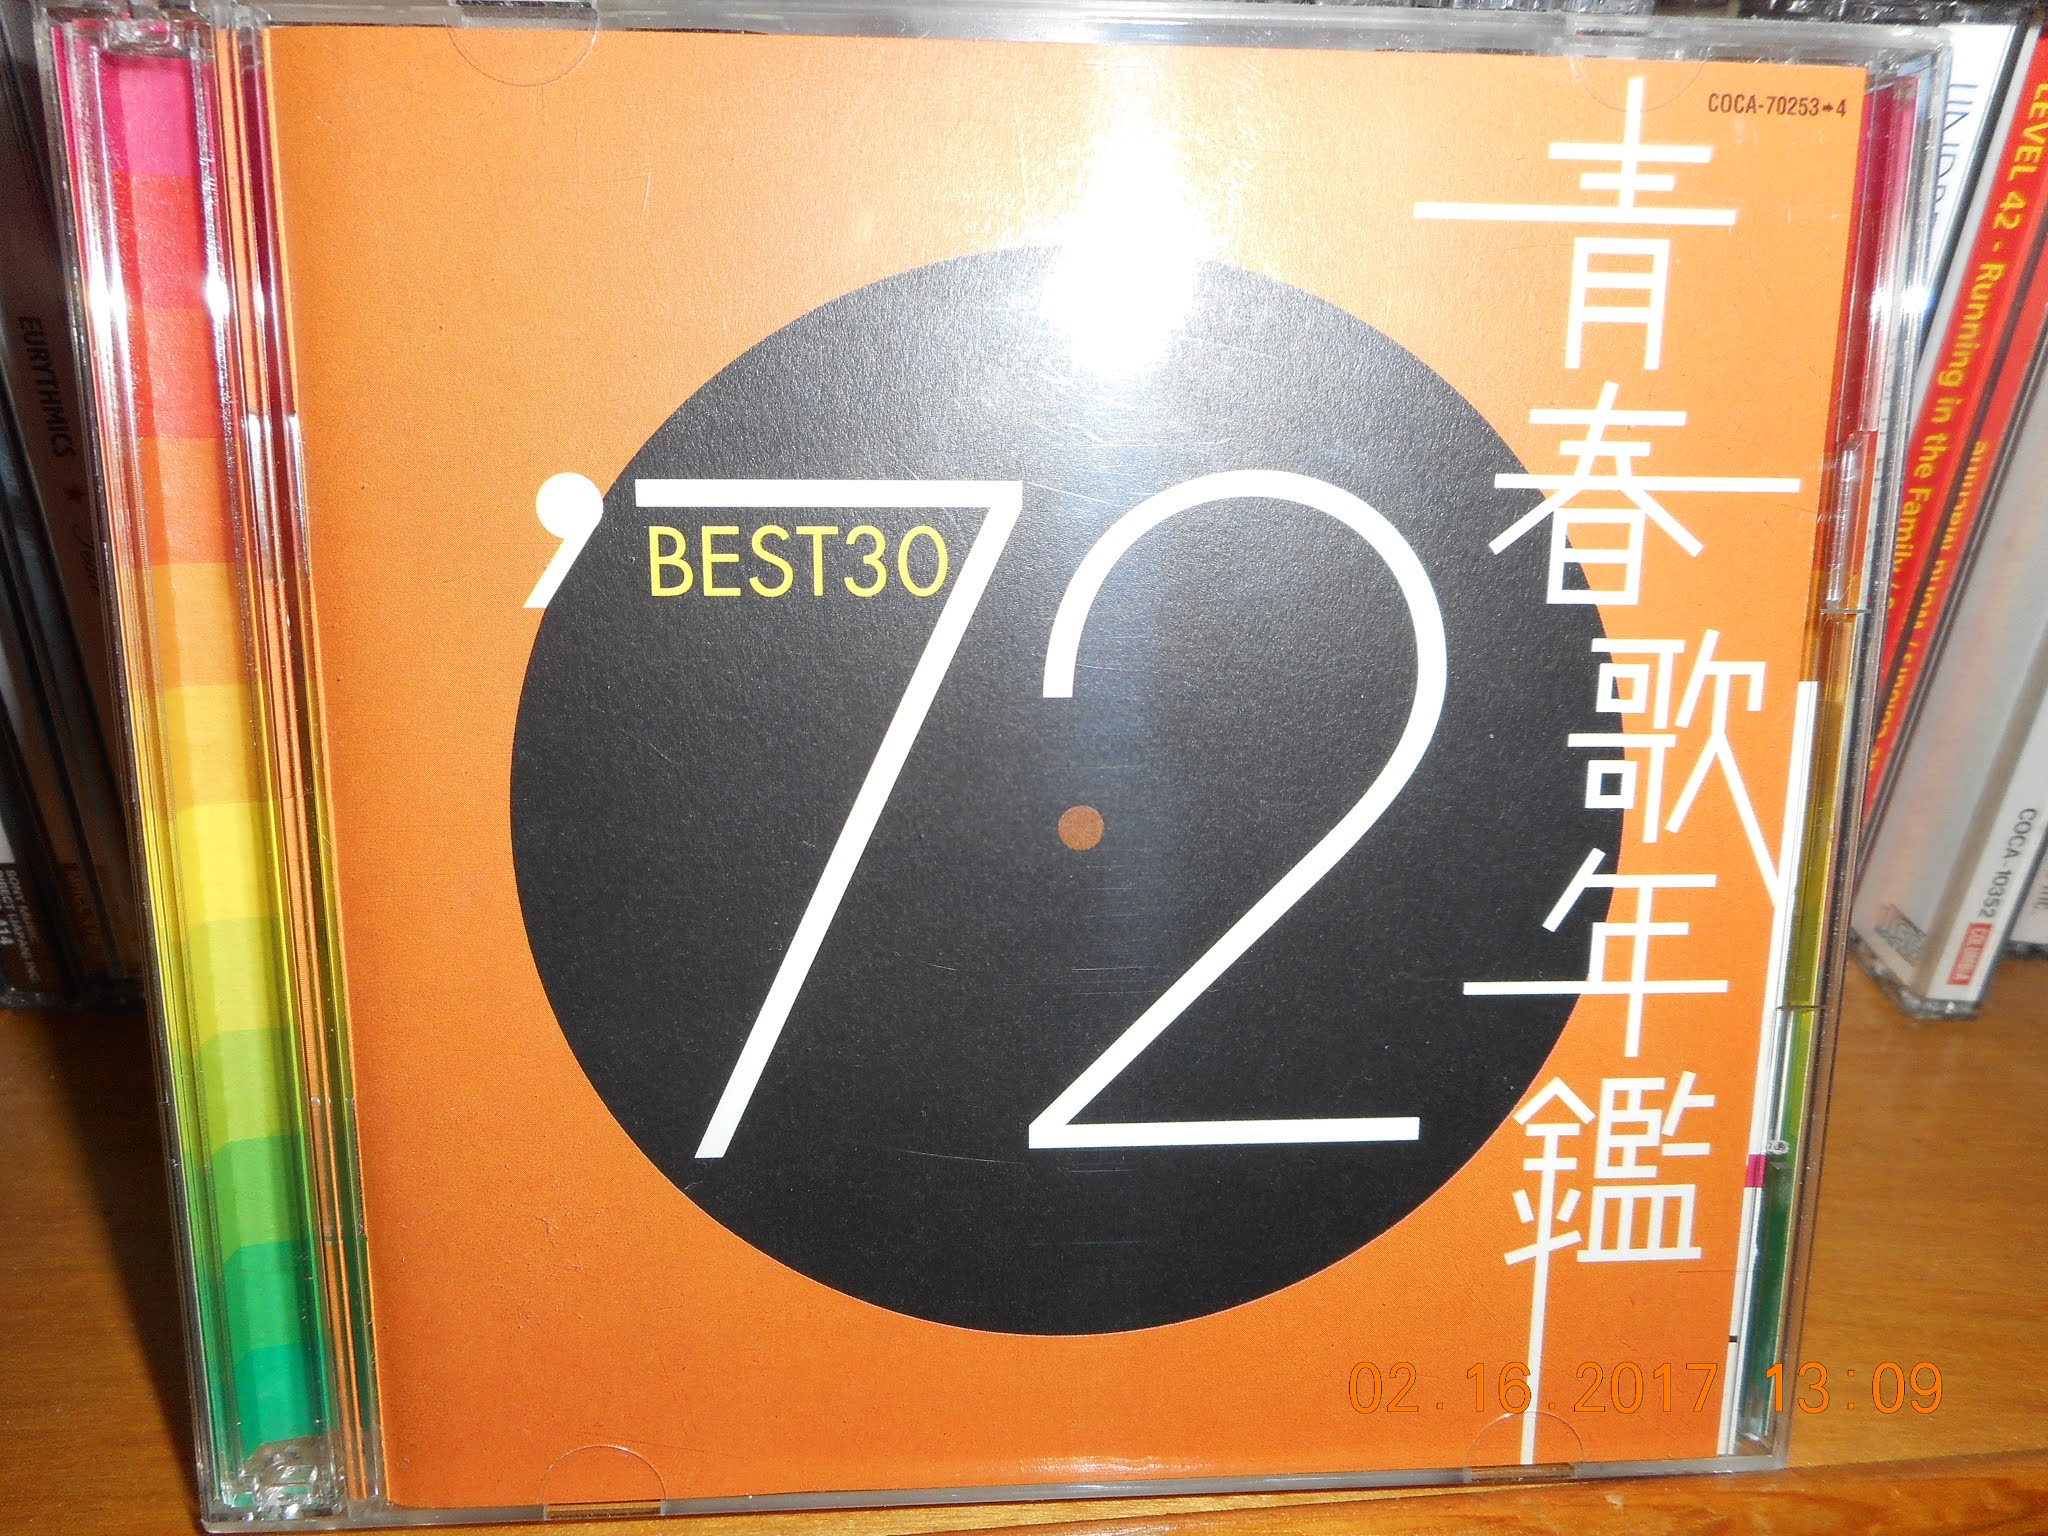 COCA-70253➡4
青春歌年鑑
'72
BEST30
EURYTHMICS
LEVEL 42 - Running in the Family
COCA-10352
02.16.2017 13:09